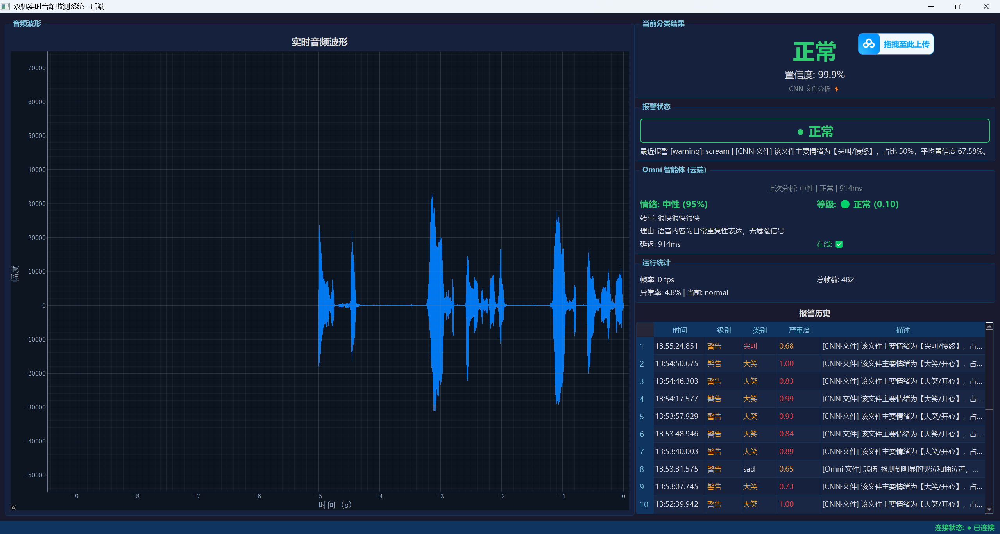 双机实时音频监测系统 - 后端
音频波形
实时音频波形
70000
60000
50000
40000
30000
20000
10000
0
-10000
-20000
-30000
-40000
-50000
幅度
-9 -8 -7 -6 -5 -4 -3 -2 -1 0
时间 (s)
A
当前分类结果
正常
拖拽至此上传
置信度: 99.9%
CNN 文件分析
报警状态
正常
最近报警 [warning]: scream | [CNN·文件] 该文件主要情绪为【尖叫/愤怒】，占比 50%，平均置信度 67.58%。
Omni 智能体 (云端)
上次分析: 中性 | 正常 | 914ms
情绪: 中性 (95%) 等级: 正常 (0.10)
转写: 很快很快很快
理由: 语音内容为日常重复性表达，无危险信号
延迟: 914ms 在线:
运行统计
帧率: 0 fps 总帧数: 482
异常率: 4.8% | 当前: normal
报警历史
时间 级别 类别 严重度 描述
1 13:55:24.851 警告 尖叫 0.68 [CNN·文件] 该文件主要情绪为【尖叫/愤怒】，占...
2 13:54:50.675 警告 大笑 1.00 [CNN·文件] 该文件主要情绪为【大笑/开心】，占...
3 13:54:46.303 警告 大笑 0.83 [CNN·文件] 该文件主要情绪为【大笑/开心】，占...
4 13:54:17.577 警告 大笑 0.99 [CNN·文件] 该文件主要情绪为【大笑/开心】，占...
5 13:53:57.929 警告 大笑 0.93 [CNN·文件] 该文件主要情绪为【大笑/开心】，占...
6 13:53:48.946 警告 大笑 0.84 [CNN·文件] 该文件主要情绪为【大笑/开心】，占...
7 13:53:40.003 警告 大笑 0.89 [CNN·文件] 该文件主要情绪为【大笑/开心】，占...
8 13:53:31.575 警告 sad 0.65 [Omni·文件] 悲伤: 检测到明显的哭泣和抽泣声，...
9 13:53:07.745 警告 大笑 0.73 [CNN·文件] 该文件主要情绪为【大笑/开心】，占...
10 13:52:39.942 警告 大笑 1.00 [CNN·文件] 该文件主要情绪为【大笑/开心】，占...
连接状态: ● 已连接